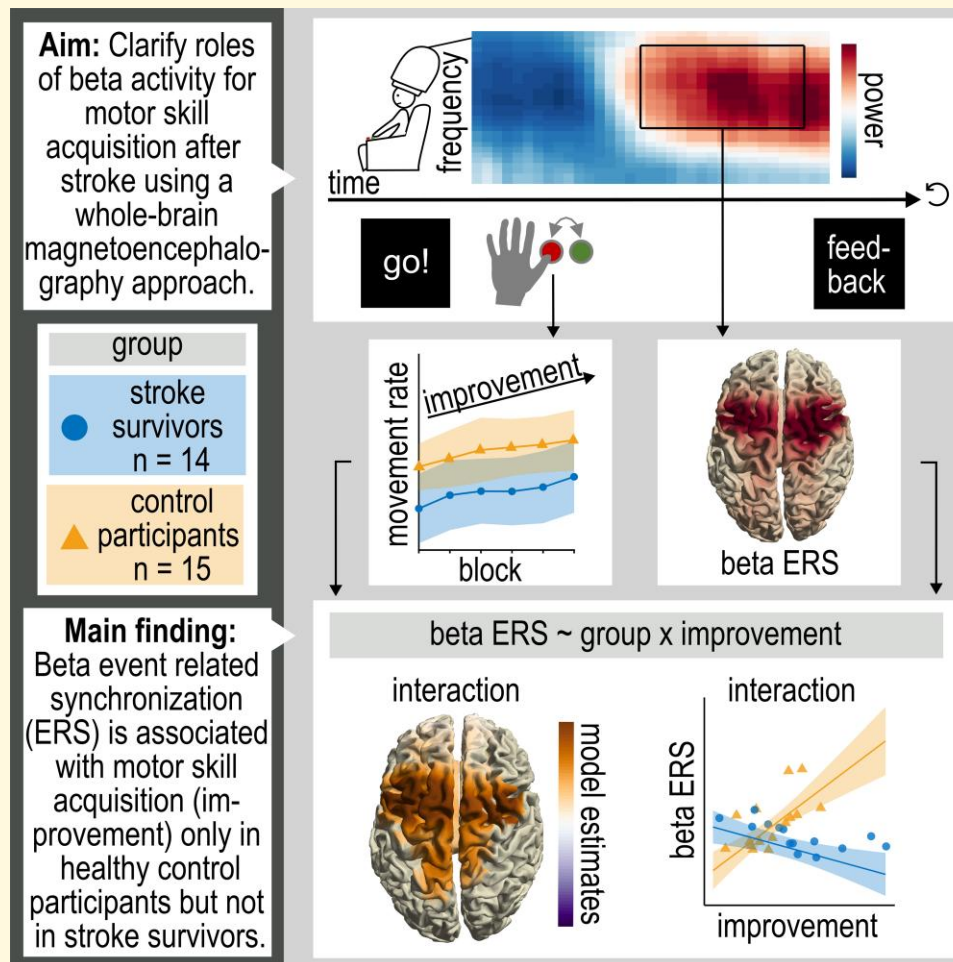 Aim: Clarify roles
of beta activity for
motor skill
acquisition after
stroke using a
whole-brain
magnetoencephalo-
graphy approach.
frequency
power
time
go!
feed-
back
group
stroke
survivors
n = 14
control
participants
n = 15
improvement
movement rate
block
beta ERS
Main finding:
Beta event related
synchronization
(ERS) is associated
with motor skill
acquisition (im-
provement) only in
healthy control
participants but not
in stroke survivors.
beta ERS ~ group x improvement
interaction
model estimates
interaction
beta ERS
improvement